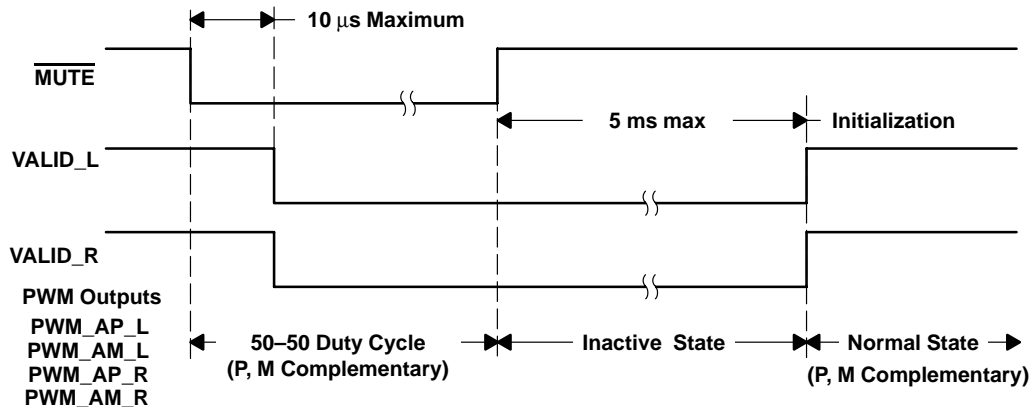 10 μs Maximum
MUTE
5 ms max
Initialization
VALID_L
VALID_R
PWM Outputs
PWM_AP_L
PWM_AM_L
PWM_AP_R
PWM_AM_R
50–50 Duty Cycle
(P, M Complementary)
Inactive State
Normal State
(P, M Complementary)